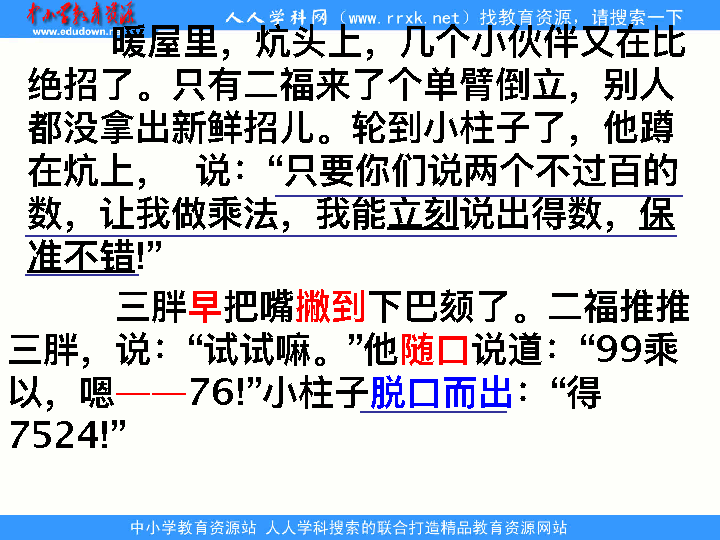 中小学教育资源
www.edudown.net
人人学科网（www.rrxk.net）找教育资源，请搜索一下
暖屋里，炕头上，几个小伙伴又在比
绝招了。只有二福来了个单臂倒立，别人
都没拿出新鲜招儿。轮到小柱子了，他蹲
在炕上， 说：“只要你们说两个不过百的
数，让我做乘法，我能立刻说出得数，保
准不错!”
三胖早把嘴撇到下巴颏了。二福推推
三胖，说：“试试嘛。”他随口说道：“99乘
以，嗯——76!”小柱子脱口而出：“得
7524!”
中小学教育资源站 人人学科搜索的联合打造精品教育资源网站